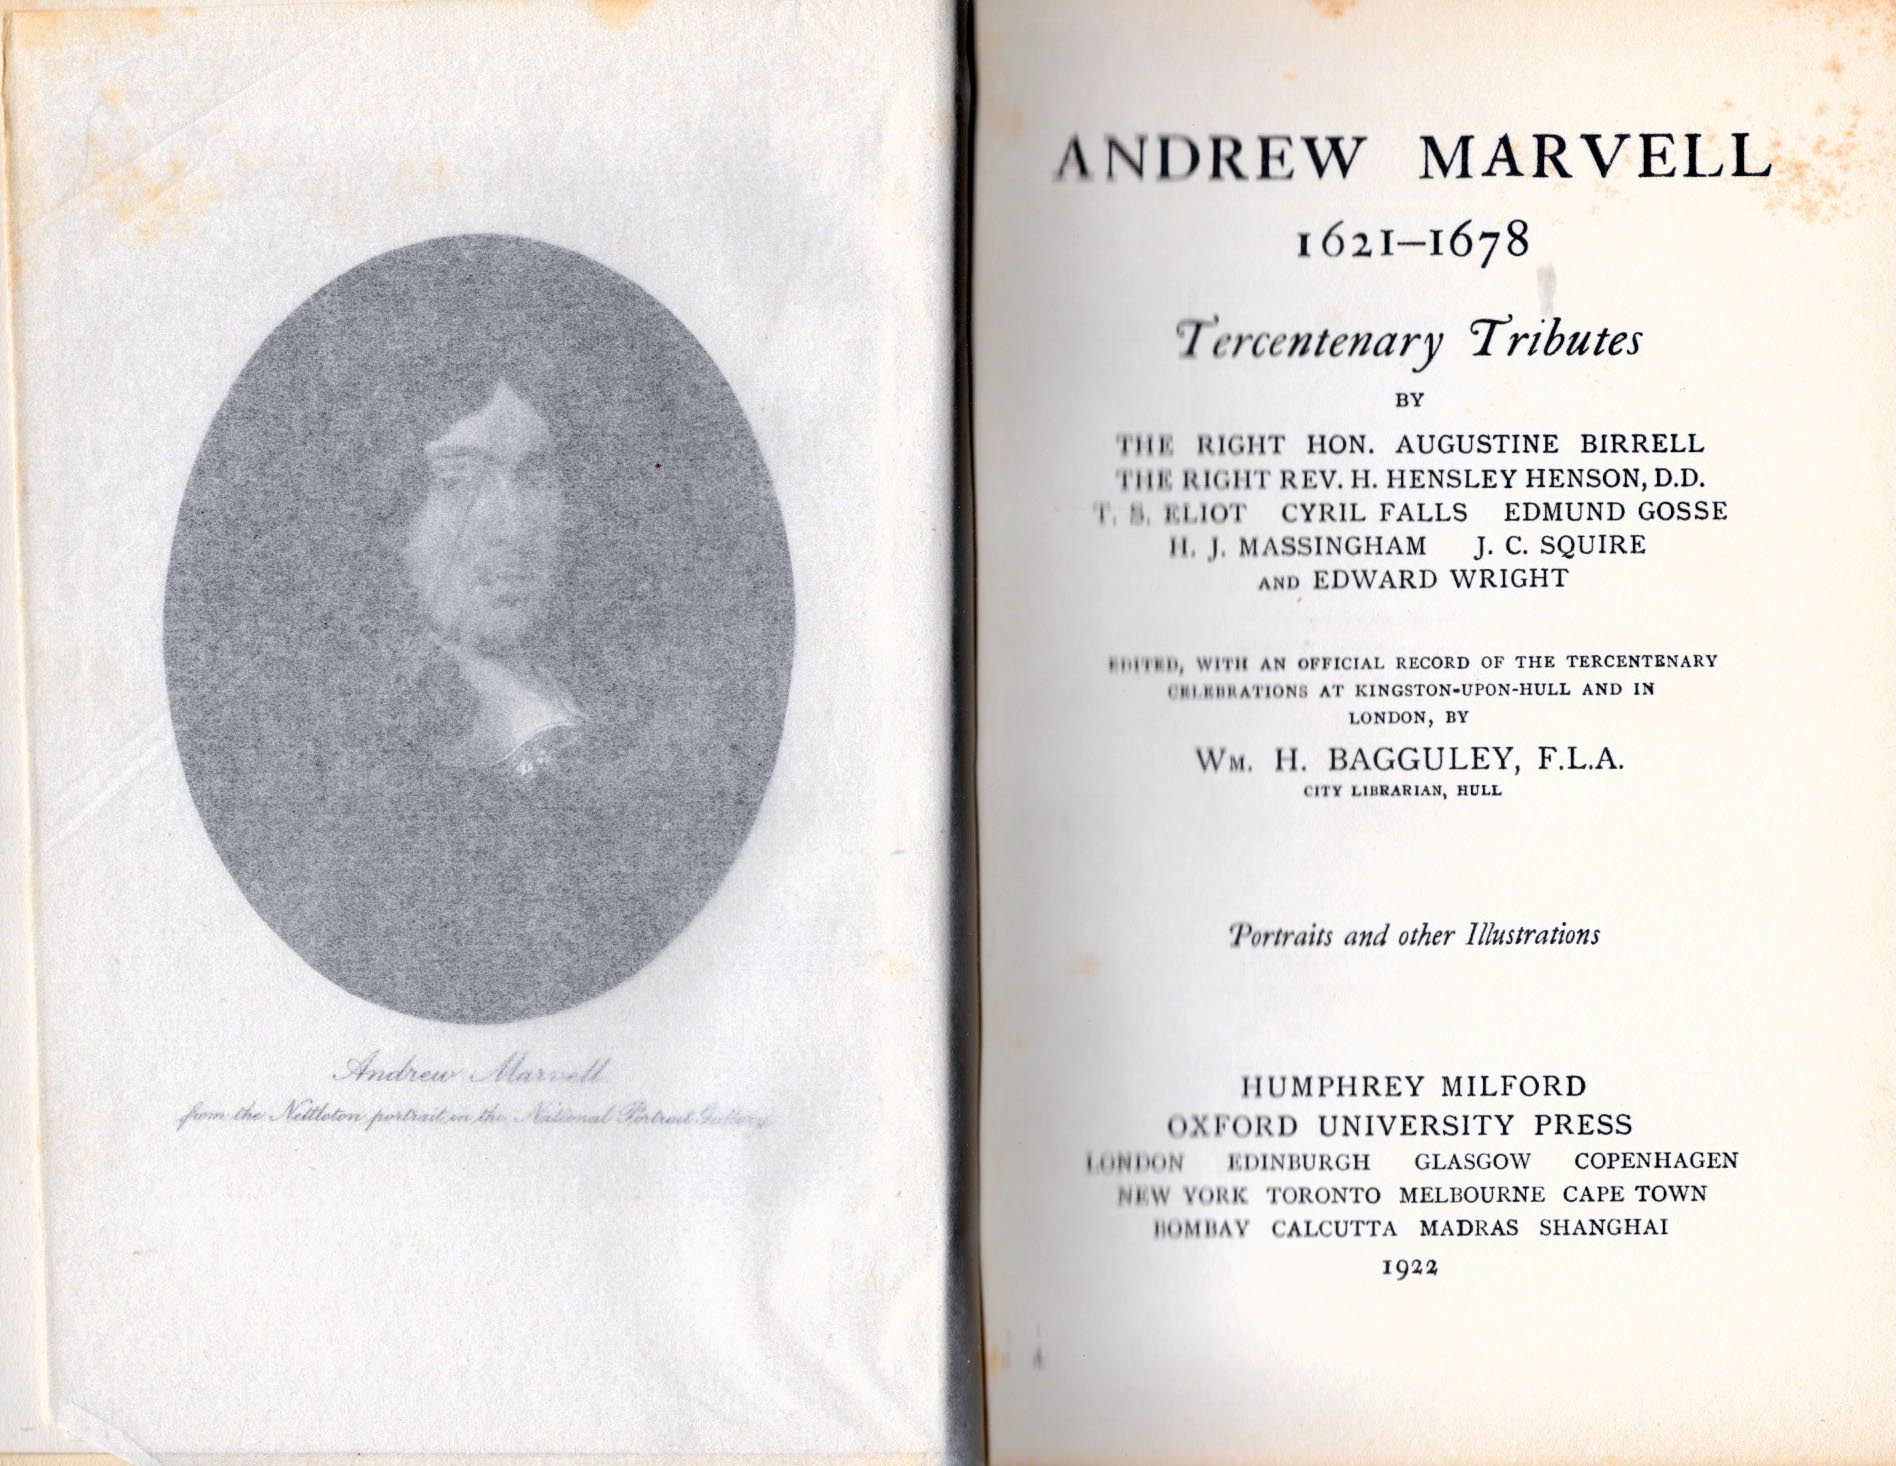 Andrew Marvell
from the Nettleton portrait in the National Portrait Gallery
ANDREW MARVELL
1621–1678
Tercentenary Tributes
BY
THE RIGHT HON. AUGUSTINE BIRRELL
THE RIGHT REV. H. HENSLEY HENSON, D.D.
T. S. ELIOT CYRIL FALLS EDMUND GOSSE
H. J. MASSINGHAM J. C. SQUIRE
AND EDWARD WRIGHT
EDITED, WITH AN OFFICIAL RECORD OF THE TERCENTENARY
CELEBRATIONS AT KINGSTON-UPON-HULL AND IN
LONDON, BY
WM. H. BAGGULEY, F.L.A.
CITY LIBRARIAN, HULL
Portraits and other Illustrations
HUMPHREY MILFORD
OXFORD UNIVERSITY PRESS
LONDON EDINBURGH GLASGOW COPENHAGEN
NEW YORK TORONTO MELBOURNE CAPE TOWN
BOMBAY CALCUTTA MADRAS SHANGHAI
1922